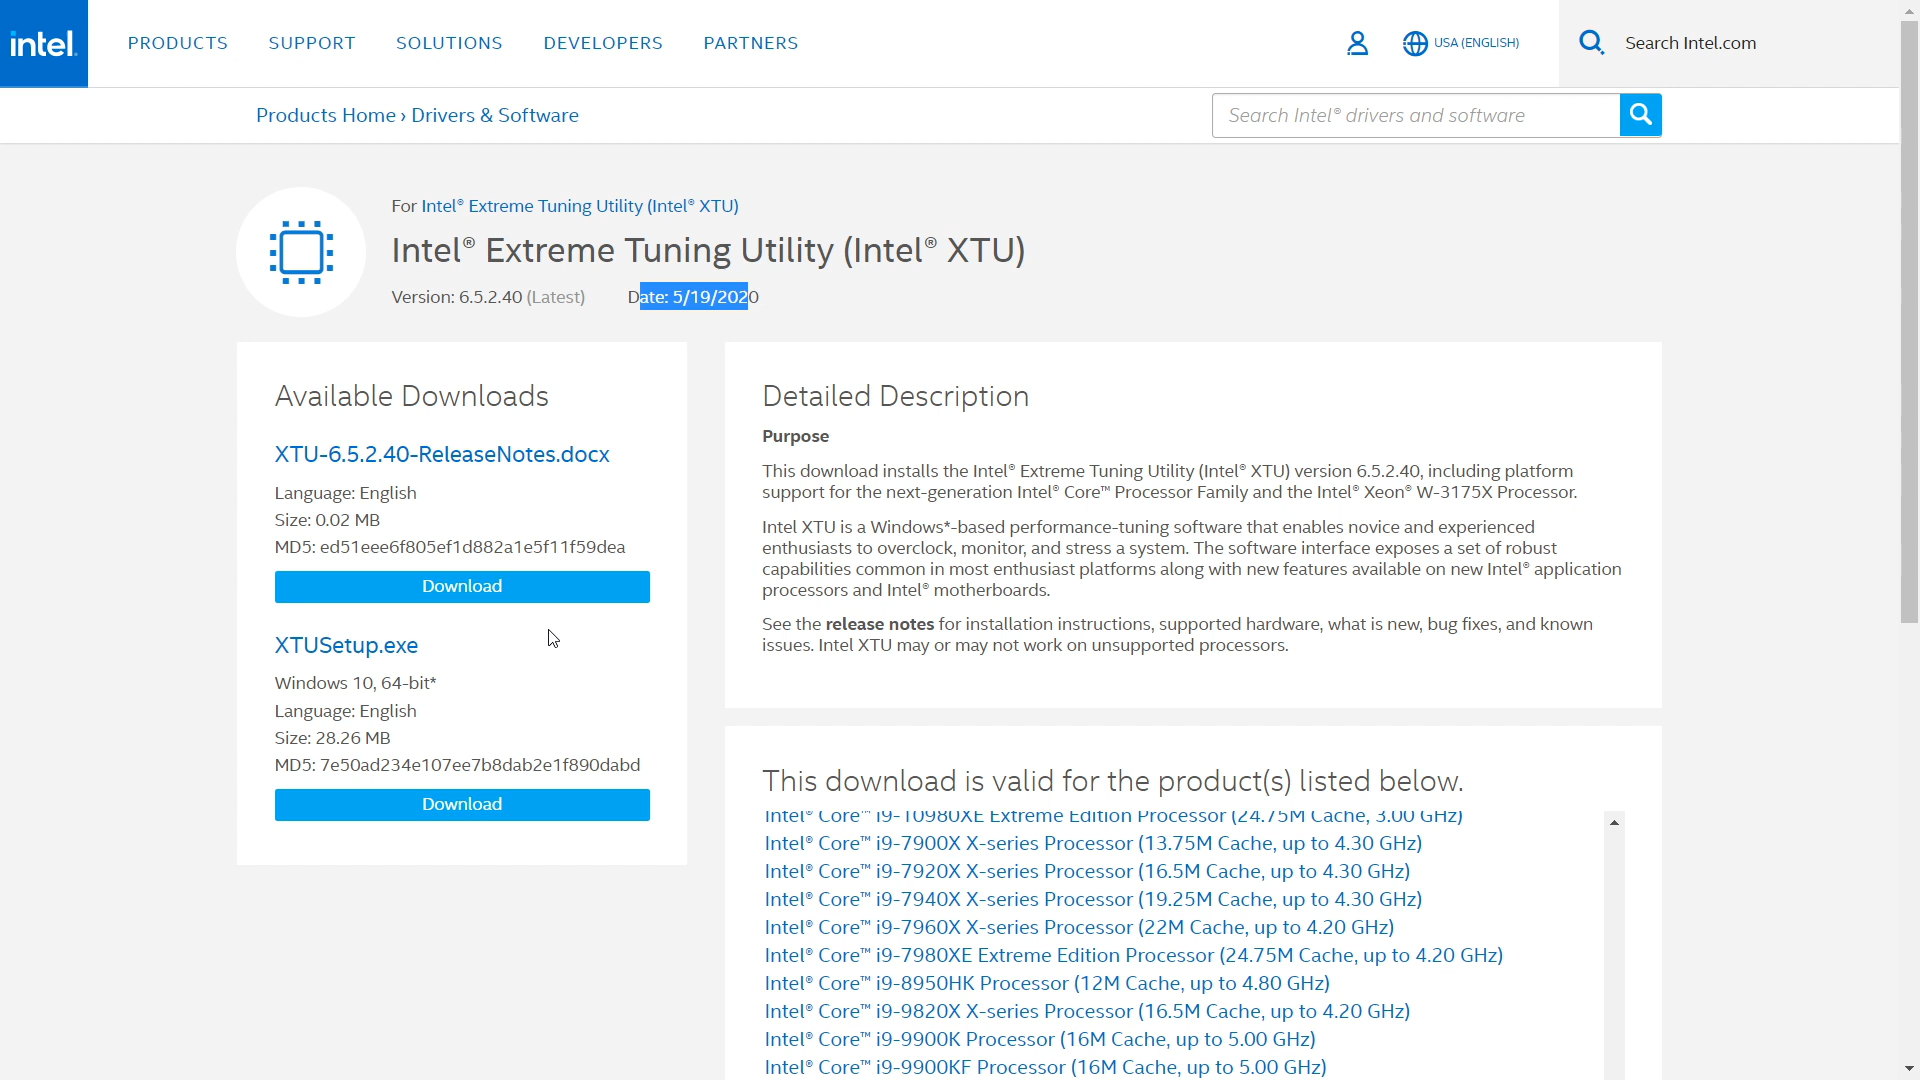 intel.
PRODUCTS
SUPPORT
SOLUTIONS
DEVELOPERS
PARTNERS
USA (ENGLISH)
Search Intel.com
Products Home › Drivers & Software
Search Intel® drivers and software
For Intel® Extreme Tuning Utility (Intel® XTU)
Intel® Extreme Tuning Utility (Intel® XTU)
Version: 6.5.2.40 (Latest)
Date: 5/19/2020
Available Downloads
XTU-6.5.2.40-ReleaseNotes.docx
Language: English
Size: 0.02 MB
MD5: ed51eee6f805ef1d882a1e5f11f59dea
Download
XTUSetup.exe
Windows 10, 64-bit*
Language: English
Size: 28.26 MB
MD5: 7e50ad234e107ee7b8dab2e1f890dabd
Download
Detailed Description
Purpose
This download installs the Intel® Extreme Tuning Utility (Intel® XTU) version 6.5.2.40, including platform
support for the next-generation Intel® Core™ Processor Family and the Intel® Xeon® W-3175X Processor.
Intel XTU is a Windows*-based performance-tuning software that enables novice and experienced
enthusiasts to overclock, monitor, and stress a system. The software interface exposes a set of robust
capabilities common in most enthusiast platforms along with new features available on new Intel® application
processors and Intel® motherboards.
See the release notes for installation instructions, supported hardware, what is new, bug fixes, and known
issues. Intel XTU may or may not work on unsupported processors.
This download is valid for the product(s) listed below.
Intel® Core™ i9-10980XE Extreme Edition Processor (24.75M Cache, 3.00 GHz)
Intel® Core™ i9-7900X X-series Processor (13.75M Cache, up to 4.30 GHz)
Intel® Core™ i9-7920X X-series Processor (16.5M Cache, up to 4.30 GHz)
Intel® Core™ i9-7940X X-series Processor (19.25M Cache, up to 4.30 GHz)
Intel® Core™ i9-7960X X-series Processor (22M Cache, up to 4.20 GHz)
Intel® Core™ i9-7980XE Extreme Edition Processor (24.75M Cache, up to 4.20 GHz)
Intel® Core™ i9-8950HK Processor (12M Cache, up to 4.80 GHz)
Intel® Core™ i9-9820X X-series Processor (16.5M Cache, up to 4.20 GHz)
Intel® Core™ i9-9900K Processor (16M Cache, up to 5.00 GHz)
Intel® Core™ i9-9900KF Processor (16M Cache, up to 5.00 GHz)